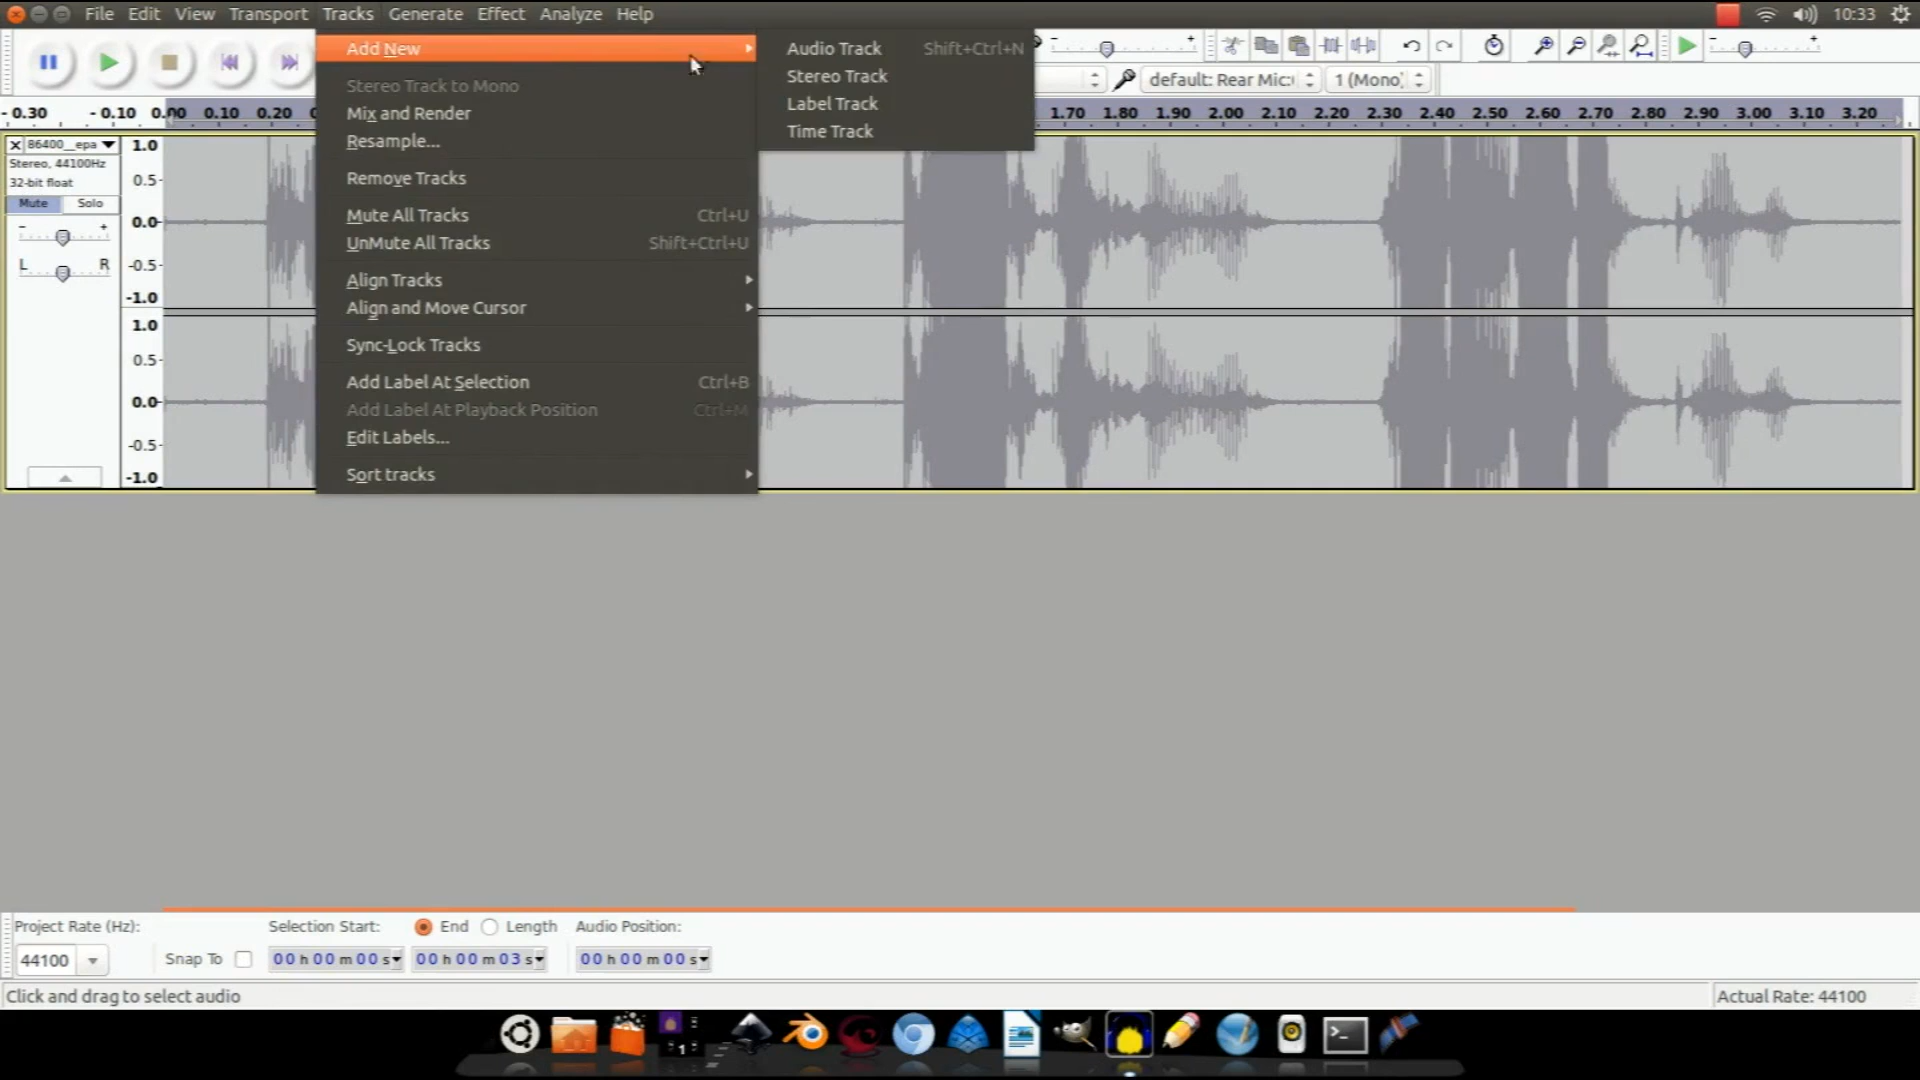 File Edit View Transport Tracks Generate Effect Analyze Help 10:33
Add New
Stereo Track to Mono
Mix and Render
Resample...
Remove Tracks
Mute All Tracks Ctrl+U
UnMute All Tracks Shift+Ctrl+U
Align Tracks
Align and Move Cursor
Sync-Lock Tracks
Add Label At Selection Ctrl+B
Add Label At Playback Position Ctrl+M
Edit Labels...
Sort tracks
Audio Track Shift+Ctrl+N
Stereo Track
Label Track
Time Track
default: Rear Mic: 1 (Mono)
-0.30 -0.10 0.00 0.10 0.20 1.70 1.80 1.90 2.00 2.10 2.20 2.30 2.40 2.50 2.60 2.70 2.80 2.90 3.00 3.10 3.20
86400__epa
Stereo, 44100Hz
32-bit float
Mute Solo
- +
L R
1.0
0.5-
0.0-
-0.5-
-1.0
1.0
0.5-
0.0-
-0.5-
-1.0
Project Rate (Hz): Selection Start: End Length Audio Position:
44100 Snap To 00 h 00 m 00 s 00 h 00 m 03 s 00 h 00 m 00 s
Click and drag to select audio Actual Rate: 44100
1